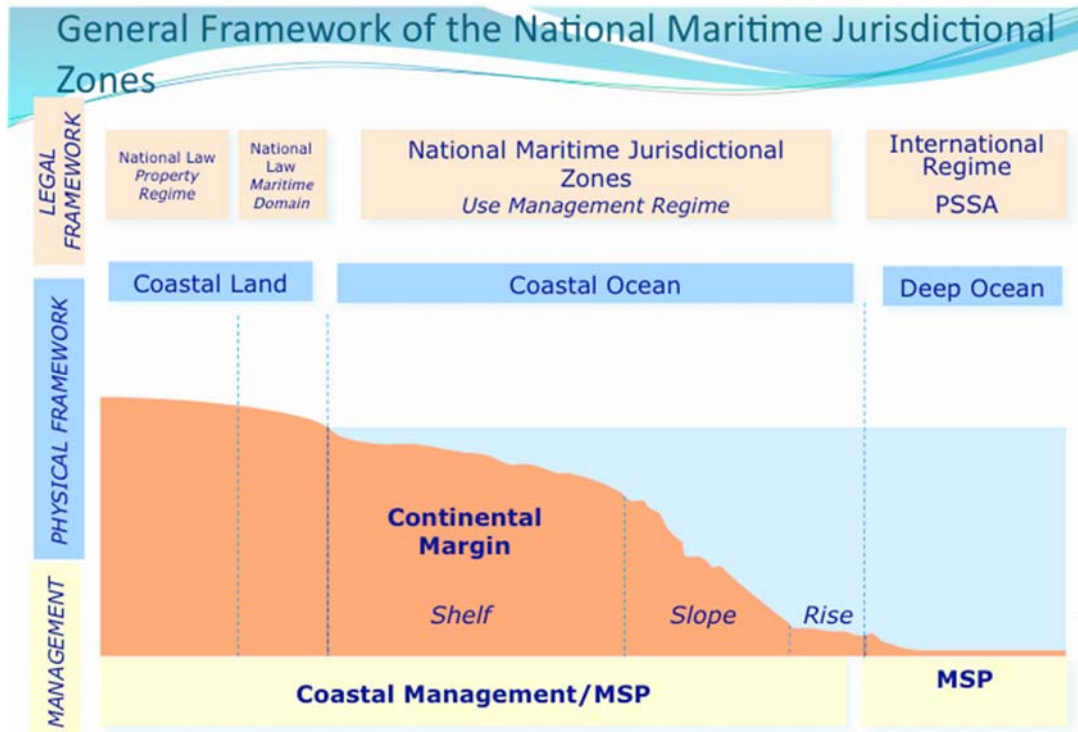 General Framework of the National Maritime Jurisdictional
Zones
LEGAL
FRAMEWORK
National Law
Property
Regime
National
Law
Maritime
Domain
National Maritime Jurisdictional
Zones
Use Management Regime
International
Regime
PSSA
PHYSICAL FRAMEWORK
Coastal Land
Coastal Ocean
Deep Ocean
Continental
Margin
Shelf
Slope
Rise
MANAGEMENT
Coastal Management/MSP
MSP